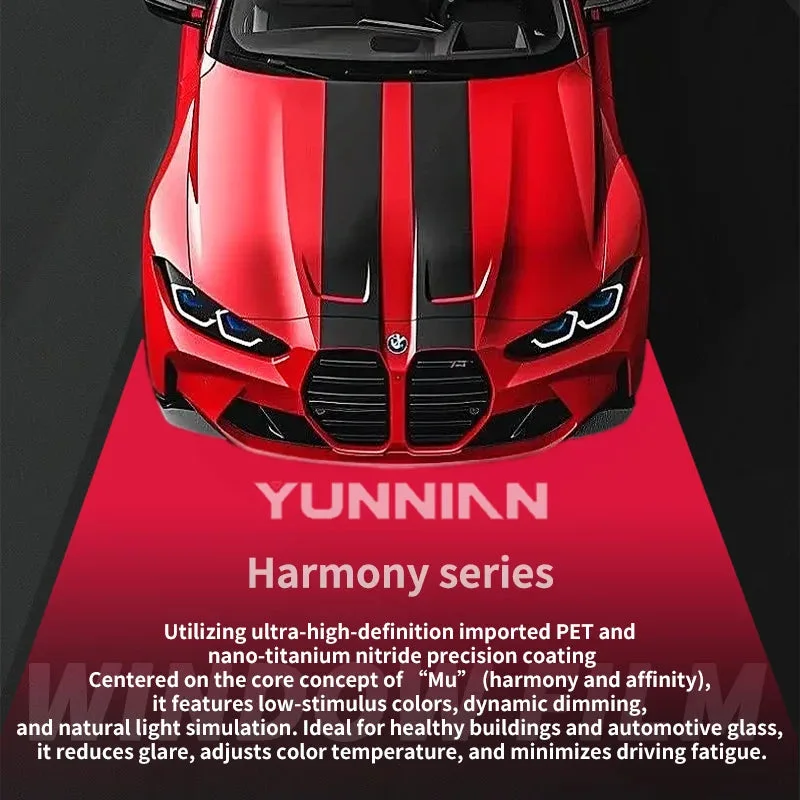 YUNNIAN
Harmony series
Utilizing ultra-high-definition imported PET and
nano-titanium nitride precision coating
Centered on the core concept of “Mu” (harmony and affinity),
it features low-stimulus colors, dynamic dimming,
and natural light simulation. Ideal for healthy buildings and automotive glass,
it reduces glare, adjusts color temperature, and minimizes driving fatigue.
WINDOW FILM